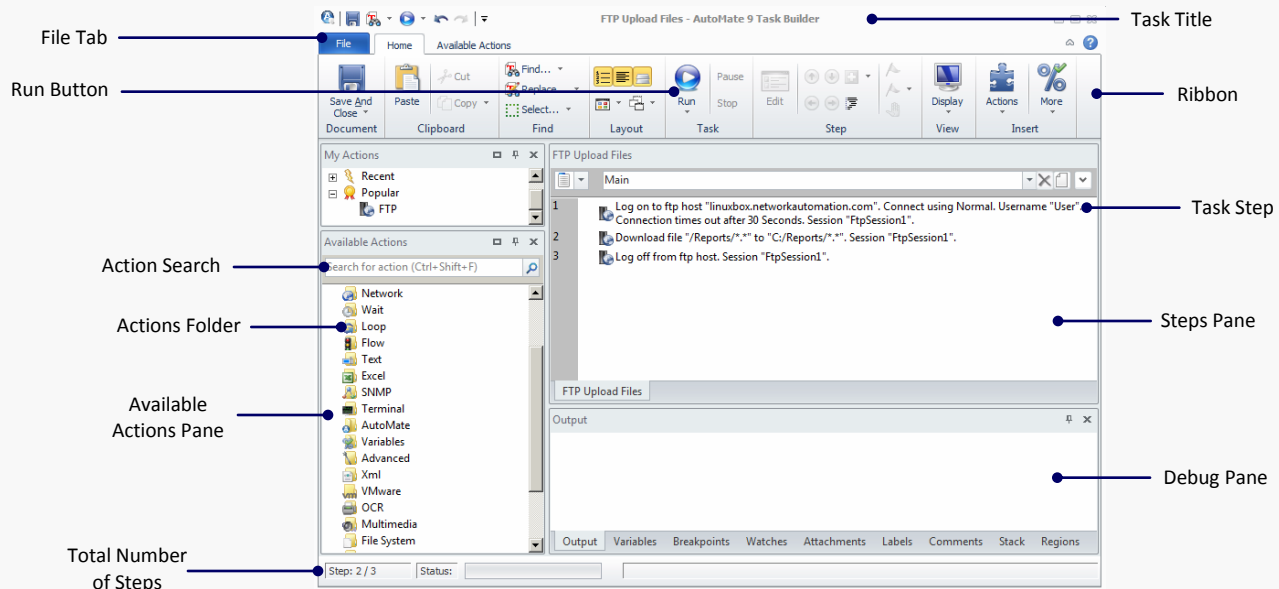 FTP Upload Files - AutoMate 9 Task Builder
Task Title
File Tab
File
Home
Available Actions
Run Button
Save And
Close
Document
Paste
Cut
Copy
Clipboard
Find...
Replace...
Select...
Find
Layout
Run
Pause
Stop
Task
Edit
Step
Display
View
Actions
More
Insert
Ribbon
My Actions
Recent
Popular
FTP
FTP Upload Files
Main
1
Log on to ftp host "linuxbox.networkautomation.com". Connect using Normal. Username "User".
Connection times out after 30 Seconds. Session "FtpSession1".
2
Download file "/Reports/*.*" to "C:/Reports/*.*". Session "FtpSession1".
3
Log off from ftp host. Session "FtpSession1".
Task Step
Steps Pane
FTP Upload Files
Available Actions
Search for action (Ctrl+Shift+F)
Action Search
Actions Folder
Available
Actions Pane
Network
Wait
Loop
Flow
Text
Excel
SNMP
Terminal
AutoMate
Variables
Advanced
Xml
VMware
OCR
Multimedia
File System
Output
Debug Pane
Output
Variables
Breakpoints
Watches
Attachments
Labels
Comments
Stack
Regions
Total Number
of Steps
Step: 2 / 3
Status: